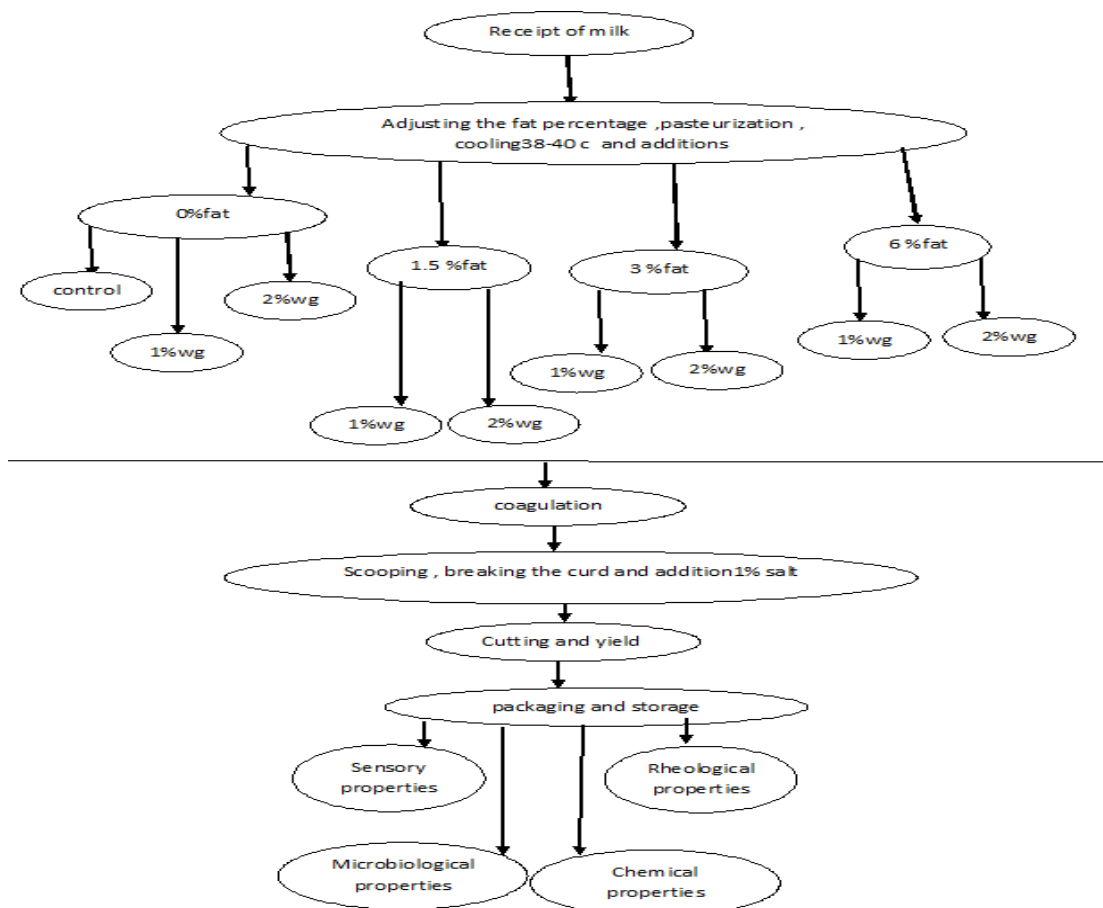 Receipt of milk
Adjusting the fat percentage ,pasteurization ,
cooling38-40 c and additions
0%fat
1.5 %fat
3 %fat
6 %fat
control
1%wg
2%wg
1%wg
2%wg
1%wg
2%wg
1%wg
2%wg
coagulation
Scooping , breaking the curd and addition1% salt
Cutting and yield
packaging and storage
Sensory
properties
Rheological
properties
Microbiological
properties
Chemical
properties